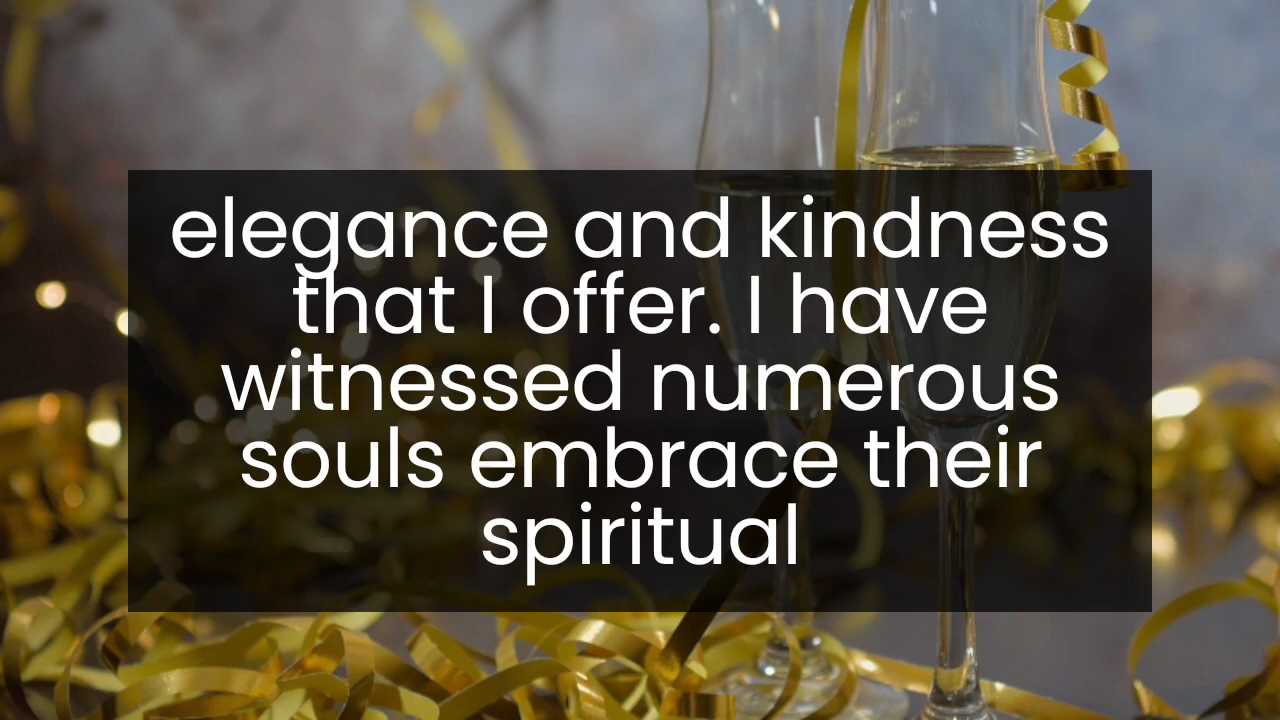 elegance and kindness
that I offer. I have
witnessed numerous
souls embrace their
spiritual